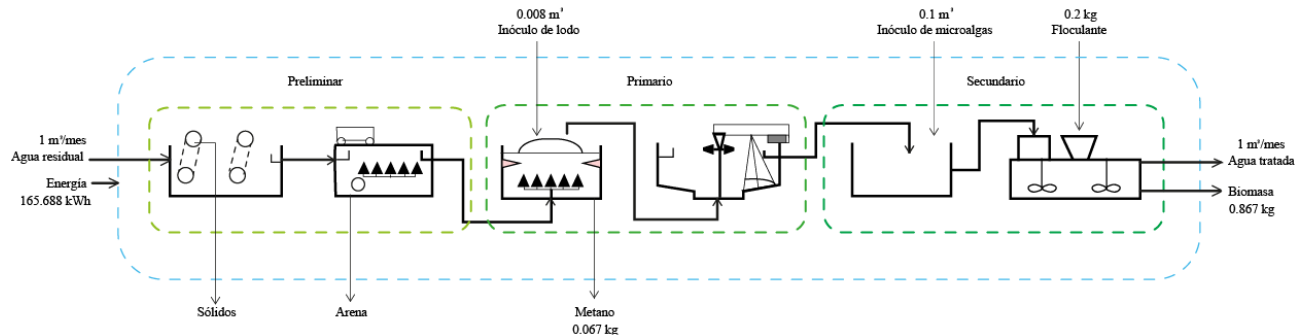 0.008 m³
Inóculo de lodo
0.1 m³
Inóculo de microalgas
0.2 kg
Floculante
Preliminar
Primario
Secundario
1 m³/mes
Agua residual
Energía
165.688 kWh
1 m³/mes
Agua tratada
Biomasa
0.867 kg
Sólidos
Arena
Metano
0.067 kg